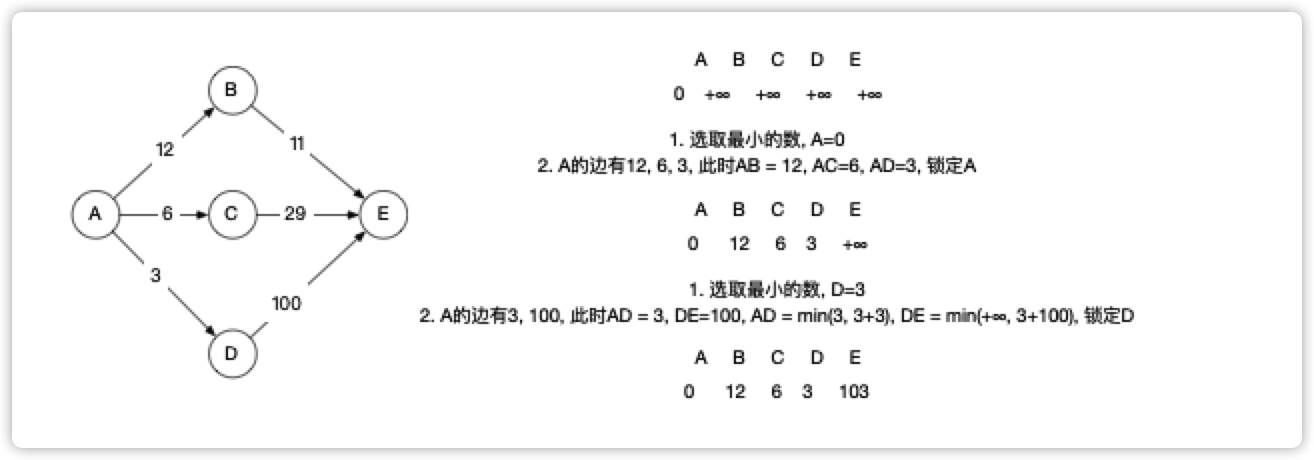 B
12
11
A
6
C
29
E
3
100
D
A B C D E
0 +∞ +∞ +∞ +∞
1. 选取最小的数, A=0
2. A的边有12, 6, 3, 此时AB = 12, AC=6, AD=3, 锁定A
A B C D E
0 12 6 3 +∞
1. 选取最小的数, D=3
2. A的边有3, 100, 此时AD = 3, DE=100, AD = min(3, 3+3), DE = min(+∞, 3+100), 锁定D
A B C D E
0 12 6 3 103